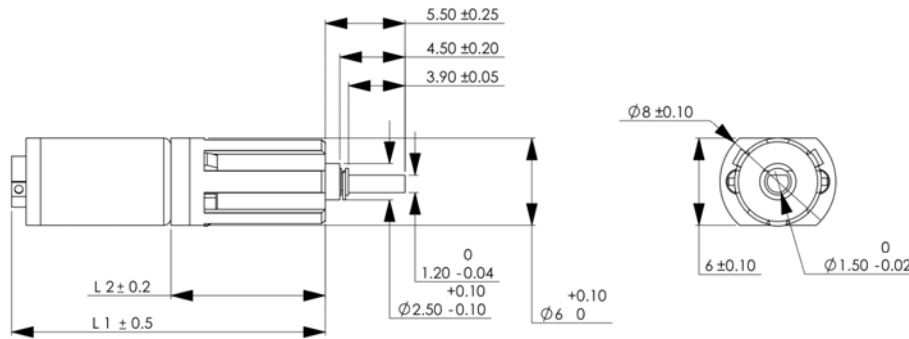 5.50 ±0.25
4.50 ±0.20
3.90 ±0.05
Ø8 ±0.10
0
1.20 -0.04
+0.10
Ø2.50 -0.10
+0.10
Ø6 0
6 ±0.10
0
Ø1.50 -0.02
L 2 ± 0.2
L 1 ± 0.5